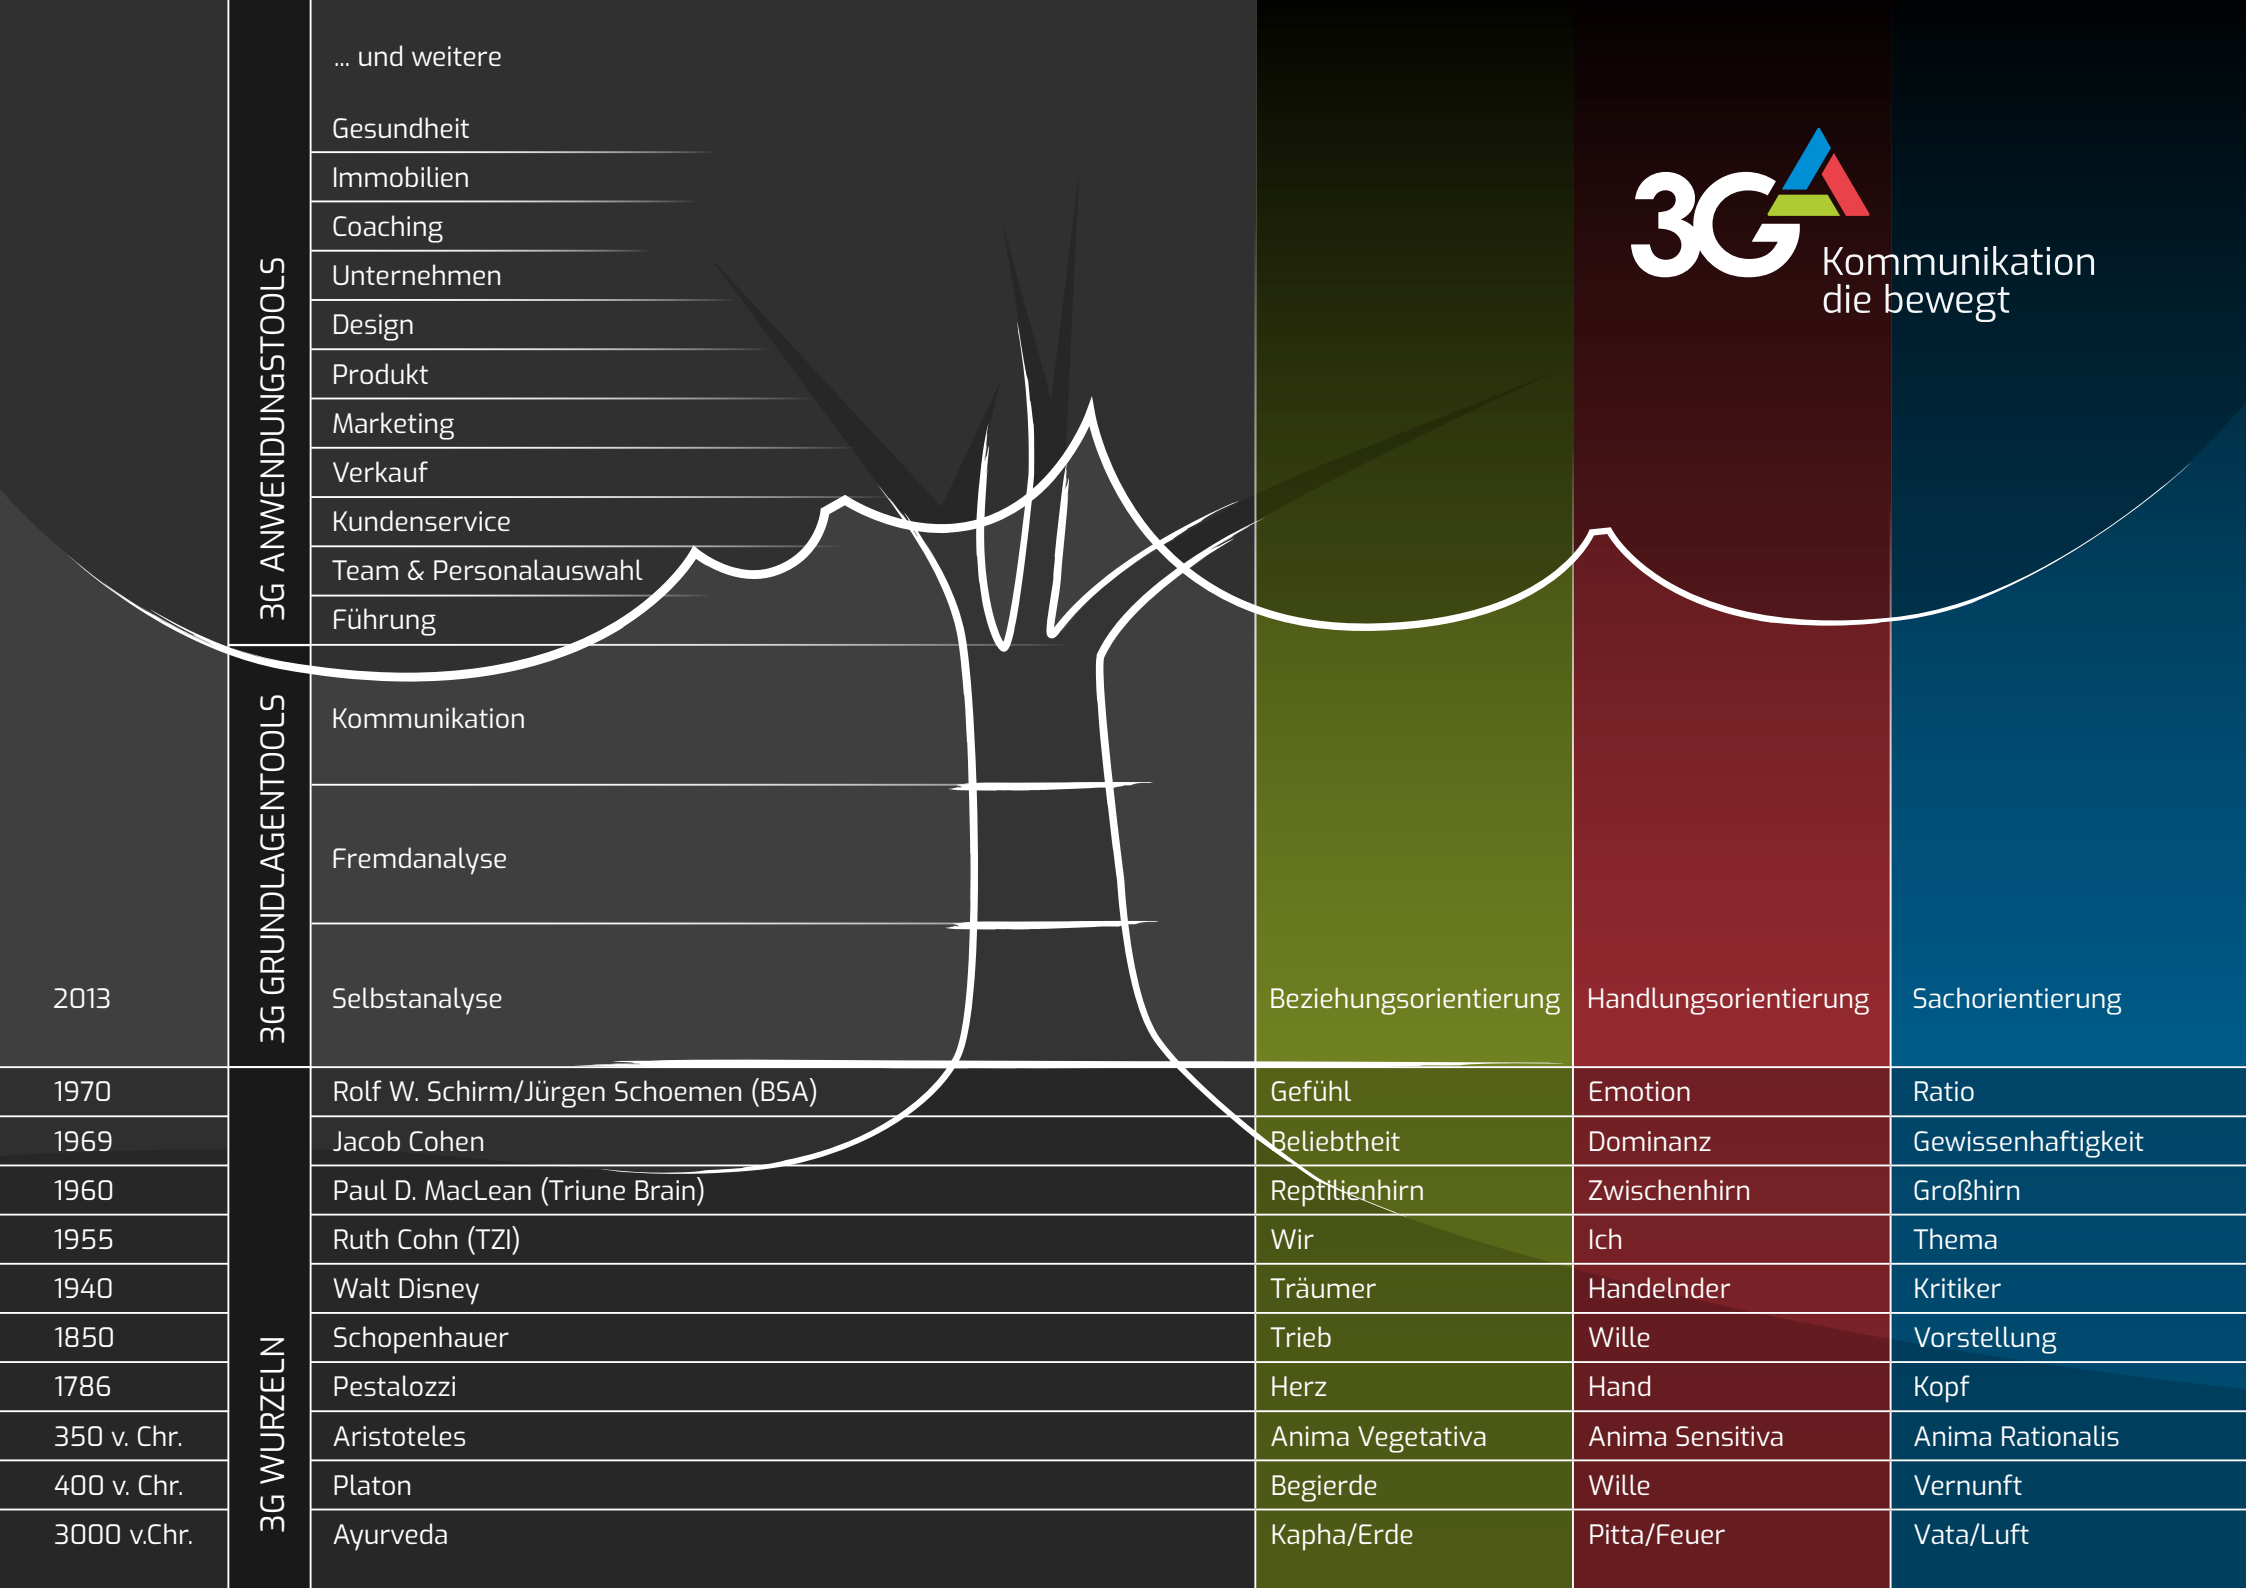 ... und weitere
Gesundheit
Immobilien
Coaching
Unternehmen
Design
Produkt
Marketing
Verkauf
Kundenservice
Team & Personalauswahl
Führung
3G ANWENDUNGSTOOLS
3G
Kommunikation
die bewegt
Kommunikation
Fremdanalyse
3G GRUNDLAGENTOOLS
2013 Selbstanalyse Beziehungsorientierung Handlungsorientierung Sachorientierung
3G WURZELN
1970 Rolf W. Schirm/Jürgen Schoemen (BSA) Gefühl Emotion Ratio
1969 Jacob Cohen Beliebtheit Dominanz Gewissenhaftigkeit
1960 Paul D. MacLean (Triune Brain) Reptilienhirn Zwischenhirn Großhirn
1955 Ruth Cohn (TZI) Wir Ich Thema
1940 Walt Disney Träumer Handelnder Kritiker
1850 Schopenhauer Trieb Wille Vorstellung
1786 Pestalozzi Herz Hand Kopf
350 v. Chr. Aristoteles Anima Vegetativa Anima Sensitiva Anima Rationalis
400 v. Chr. Platon Begierde Wille Vernunft
3000 v.Chr. Ayurveda Kapha/Erde Pitta/Feuer Vata/Luft